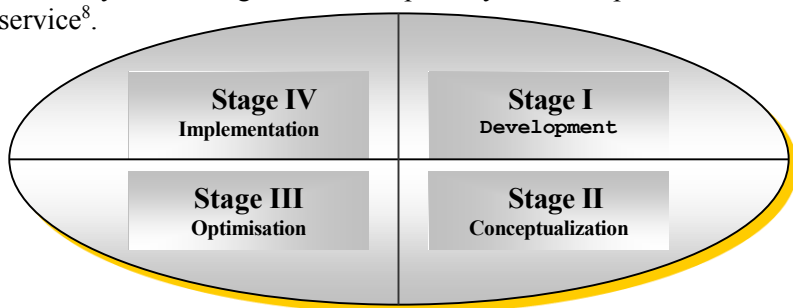 service⁸.
Stage IV
Implementation
Stage I
Development
Stage III
Optimisation
Stage II
Conceptualization